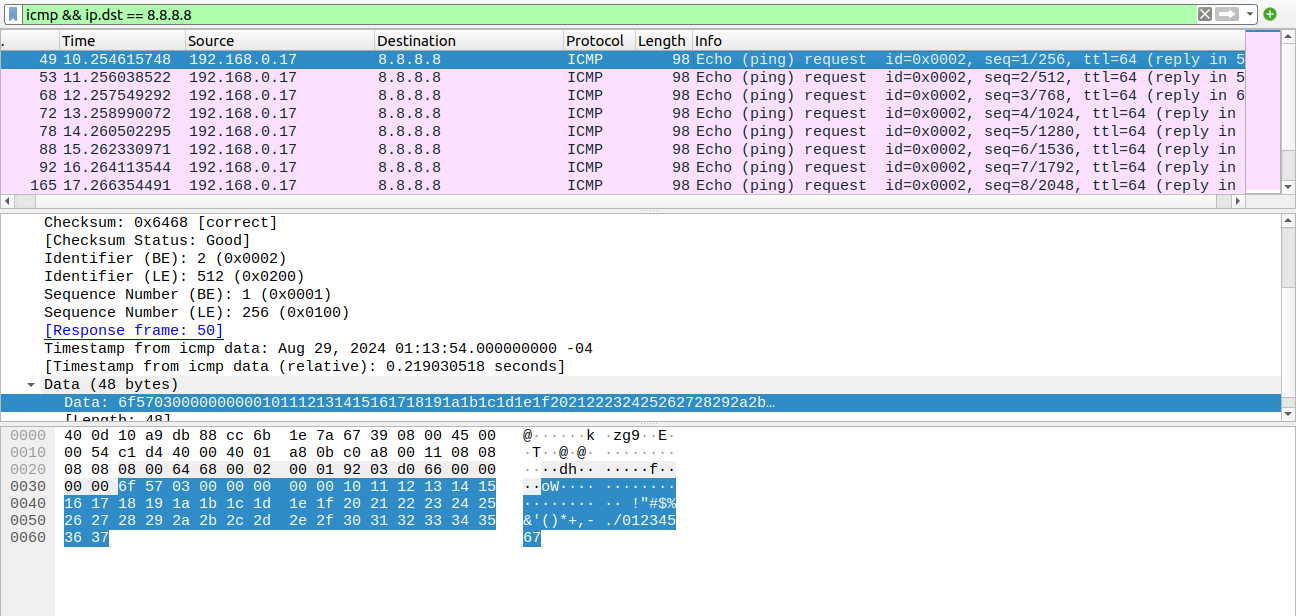 icmp && ip.dst == 8.8.8.8
. Time Source Destination Protocol Length Info
49 10.254615748 192.168.0.17 8.8.8.8 ICMP 98 Echo (ping) request id=0x0002, seq=1/256, ttl=64 (reply in 5
53 11.256038522 192.168.0.17 8.8.8.8 ICMP 98 Echo (ping) request id=0x0002, seq=2/512, ttl=64 (reply in 5
68 12.257549292 192.168.0.17 8.8.8.8 ICMP 98 Echo (ping) request id=0x0002, seq=3/768, ttl=64 (reply in 6
72 13.258990072 192.168.0.17 8.8.8.8 ICMP 98 Echo (ping) request id=0x0002, seq=4/1024, ttl=64 (reply in
78 14.260502295 192.168.0.17 8.8.8.8 ICMP 98 Echo (ping) request id=0x0002, seq=5/1280, ttl=64 (reply in
88 15.262330971 192.168.0.17 8.8.8.8 ICMP 98 Echo (ping) request id=0x0002, seq=6/1536, ttl=64 (reply in
92 16.264113544 192.168.0.17 8.8.8.8 ICMP 98 Echo (ping) request id=0x0002, seq=7/1792, ttl=64 (reply in
165 17.266354491 192.168.0.17 8.8.8.8 ICMP 98 Echo (ping) request id=0x0002, seq=8/2048, ttl=64 (reply in
Checksum: 0x6468 [correct]
[Checksum Status: Good]
Identifier (BE): 2 (0x0002)
Identifier (LE): 512 (0x0200)
Sequence Number (BE): 1 (0x0001)
Sequence Number (LE): 256 (0x0100)
[Response frame: 50]
Timestamp from icmp data: Aug 29, 2024 01:13:54.000000000 -04
[Timestamp from icmp data (relative): 0.219030518 seconds]
Data (48 bytes)
Data: 6f57030000000000101112131415161718191a1b1c1d1e1f202122232425262728292a2b…
[Length: 48]
0000 40 0d 10 a9 db 88 cc 6b 1e 7a 67 39 08 00 45 00 @······k ·zg9··E·
0010 00 54 c1 d4 40 00 40 01 a8 0b c0 a8 00 11 08 08 ·T··@·@· ········
0020 08 08 08 00 64 68 00 02 00 01 92 03 d0 66 00 00 ····dh·· ·····f··
0030 00 00 6f 57 03 00 00 00 00 00 10 11 12 13 14 15 ··oW···· ········
0040 16 17 18 19 1a 1b 1c 1d 1e 1f 20 21 22 23 24 25 ········ ·· !"#$%
0050 26 27 28 29 2a 2b 2c 2d 2e 2f 30 31 32 33 34 35 &'()*+,- ./012345
0060 36 37 67